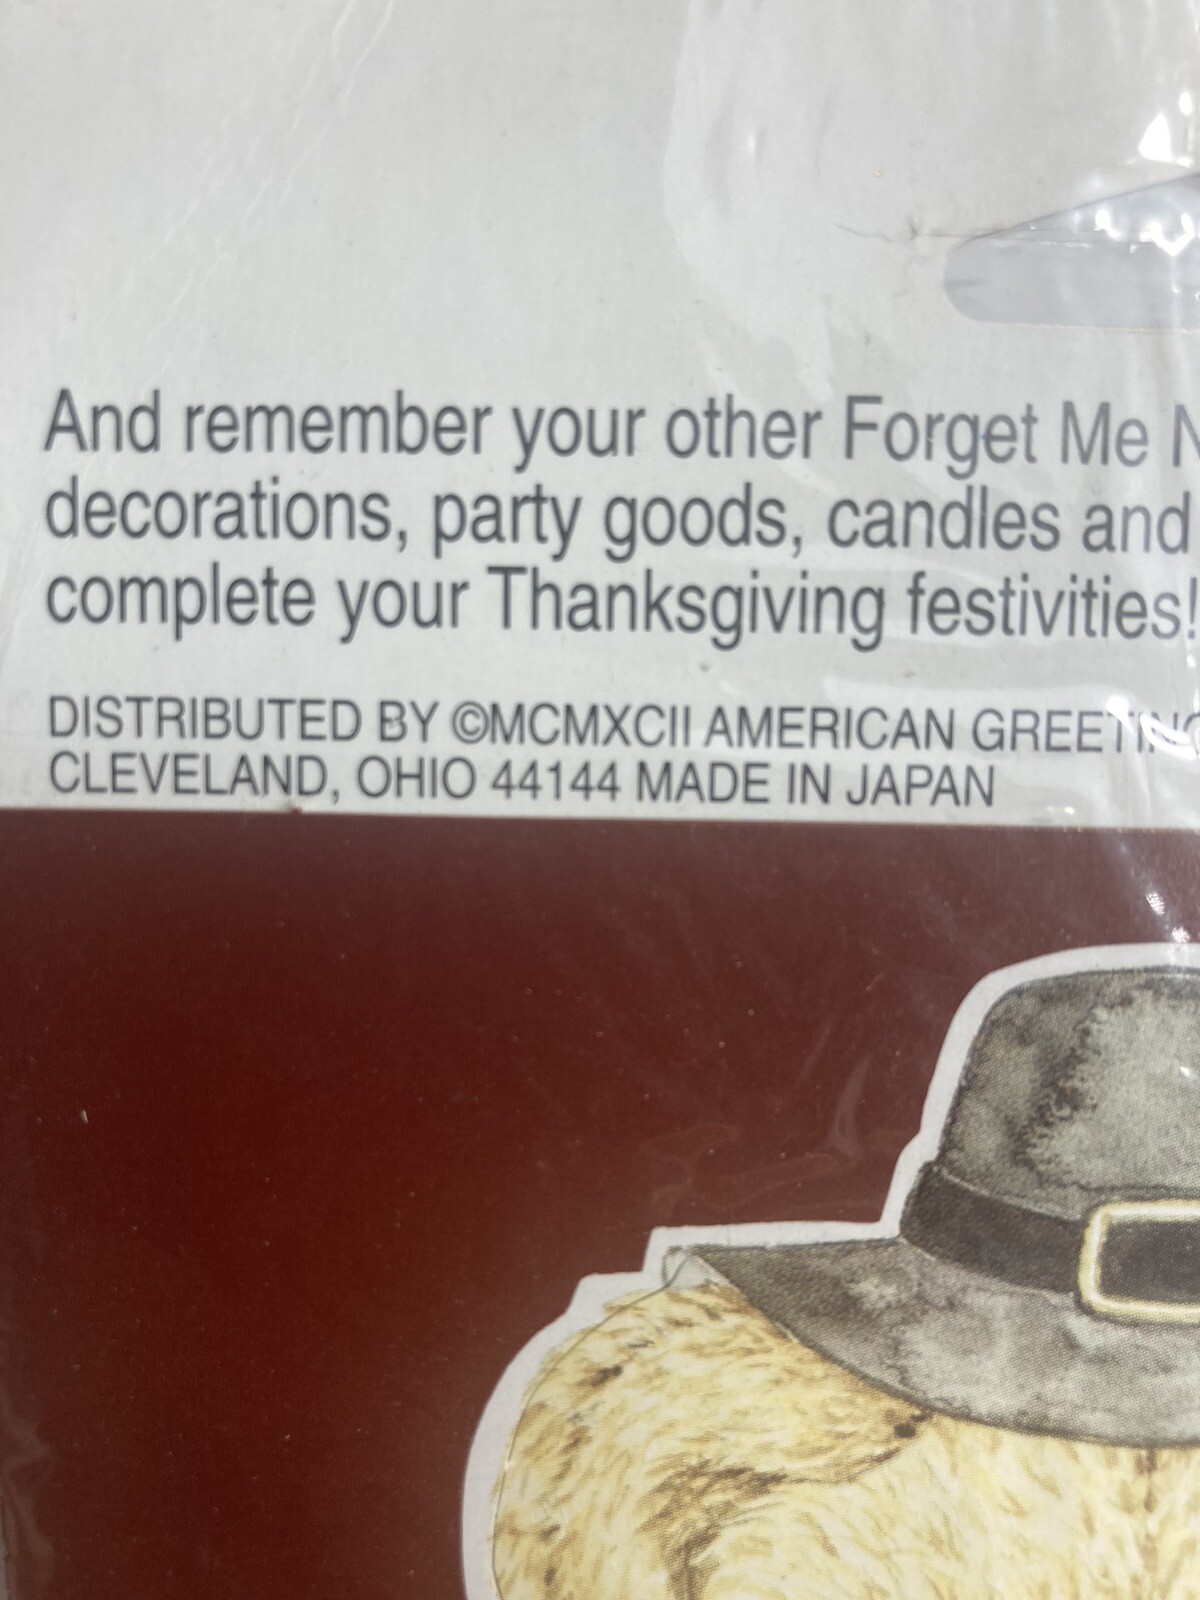 And remember your other Forget Me
decorations, party goods, candles and
complete your Thanksgiving festivities!
DISTRIBUTED BY ©MCMXCII AMERICAN GREETING
CLEVELAND, OHIO 44144 MADE IN JAPAN